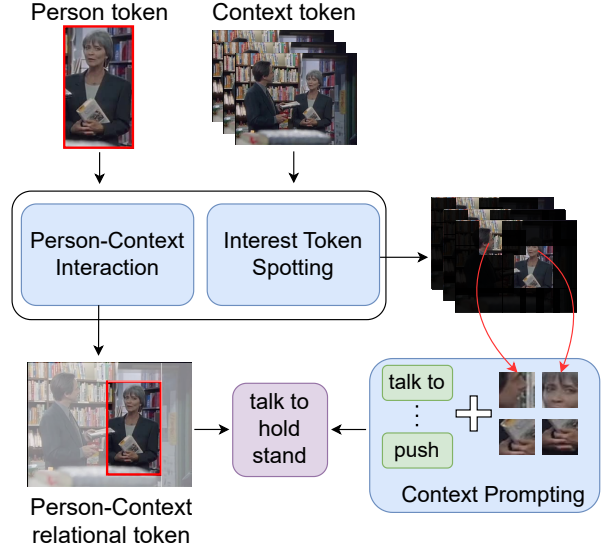 Person token
Context token
Person-Context
Interaction
Interest Token
Spotting
talk to
push
Context Prompting
talk to
hold
stand
Person-Context
relational token